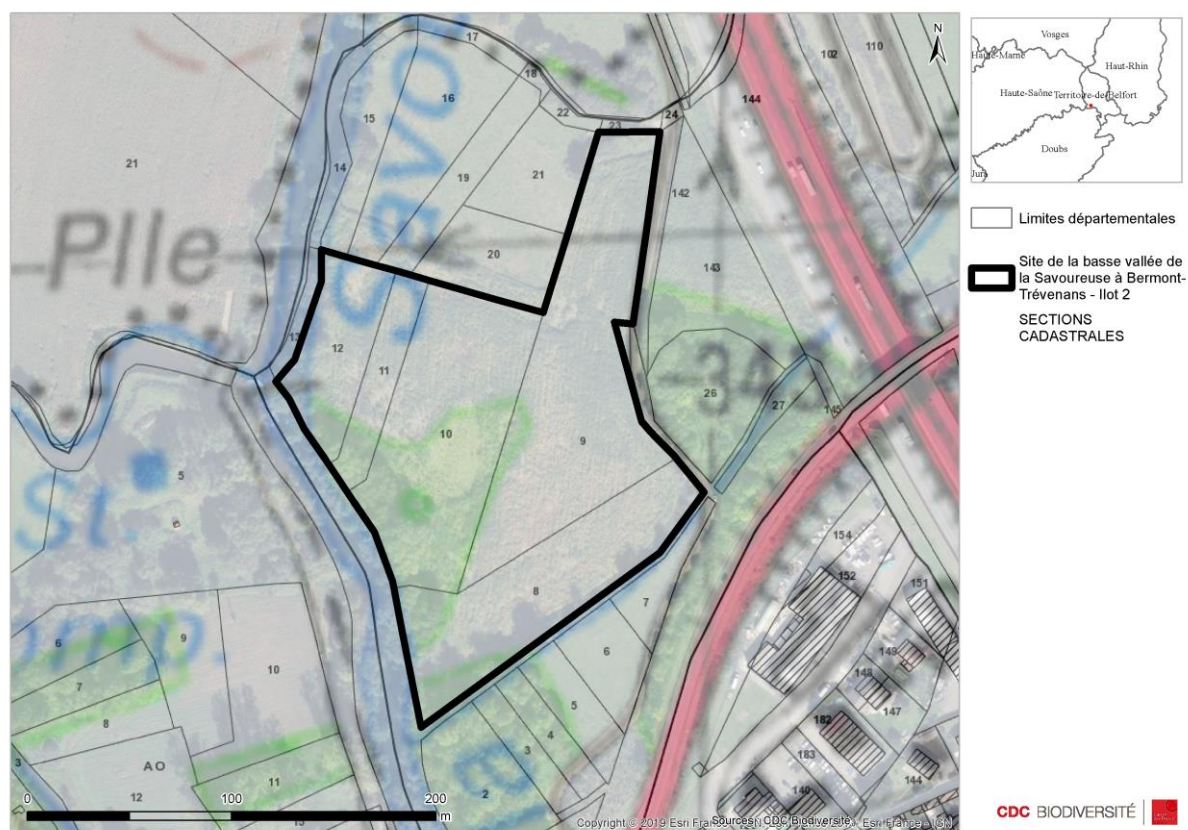 N
17
18
16
15
22
23
24
144
102
110
21
14
19
21
142
Plle
Savo
20
143
13
12
11
10
9
26
27
145
34
5
St.
8
7
6
5
4
3
2
154
152
151
149
148
147
182
183
144
140
6
9
7
10
8
AO
11
3
12
0
100
200
m
Vosges
Haute-Marne
Haut-Rhin
Haute-Saône
Territoire-de-Belfort
Doubs
Jura
Limites départementales
Site de la basse vallée de
la Savoureuse à Bermont-
Trévenans - Ilot 2
SECTIONS
CADASTRALES
Copyright © 2019 Esri
Sources : CDC Biodiversité
Esri France - IGN
CDC BIODIVERSITÉ